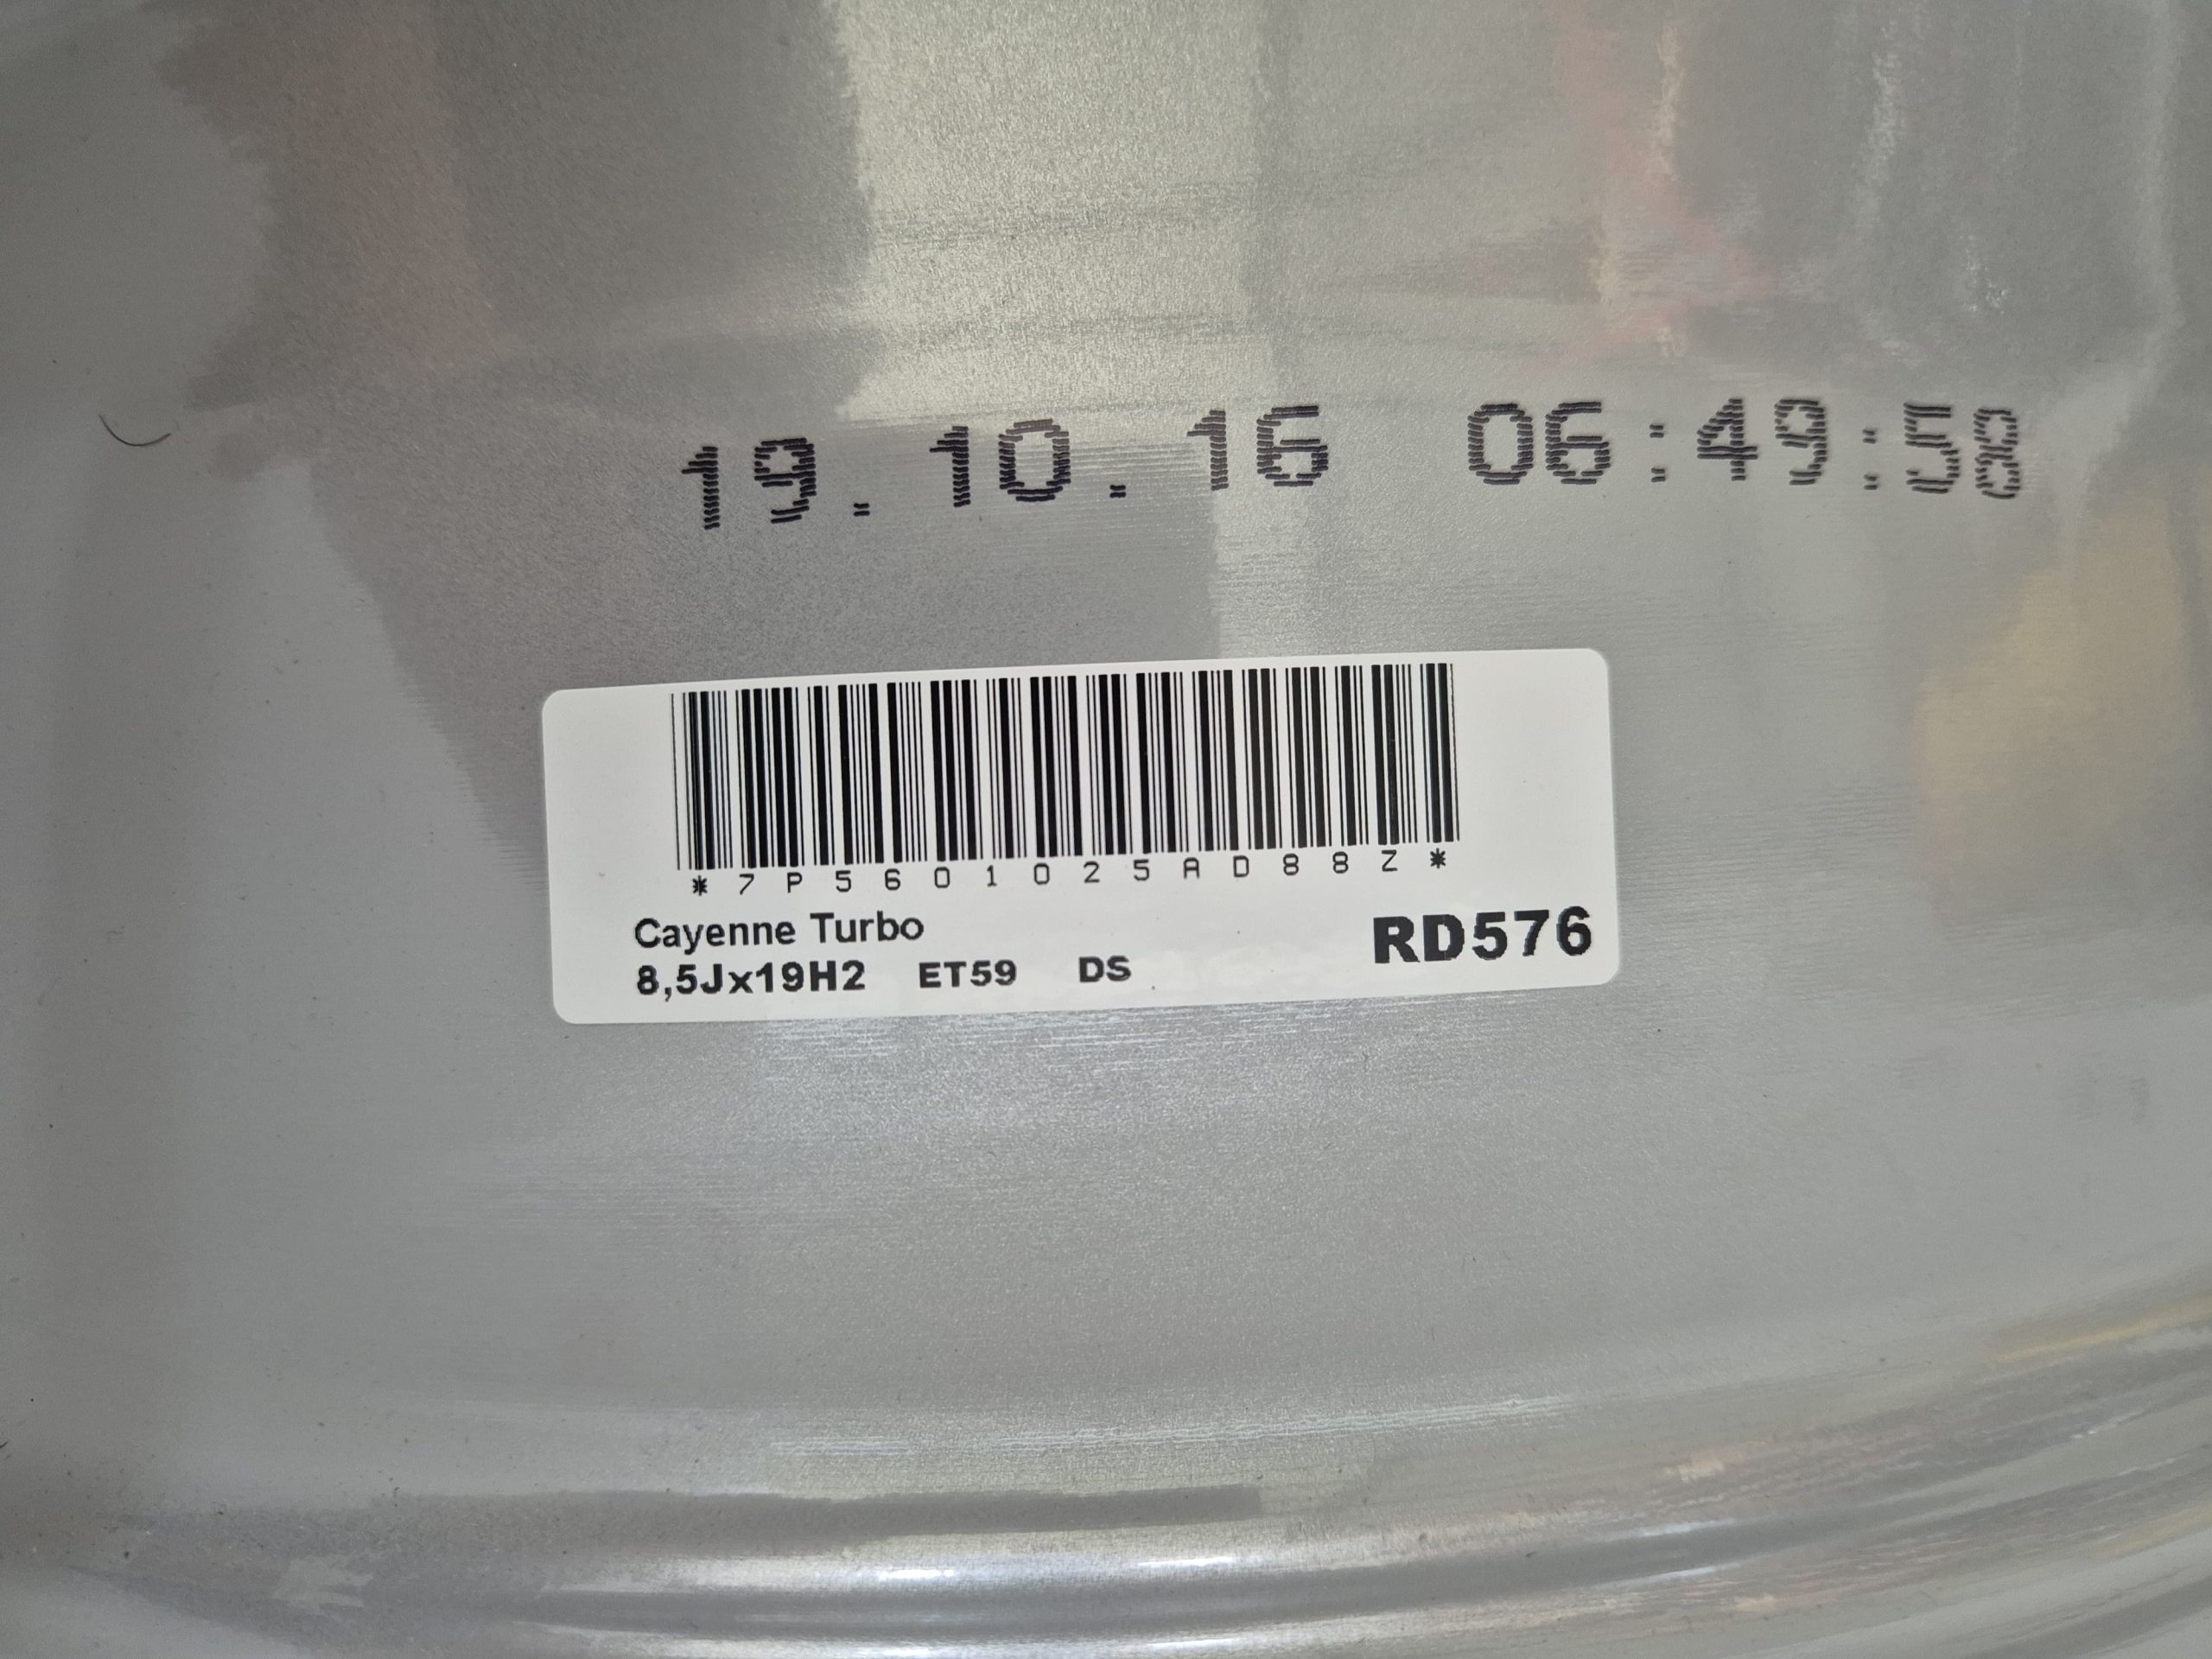 19.10.16 06:49:58
*7P5601025AD88Z*
Cayenne Turbo
8,5Jx19H2 ET59 DS
RD576